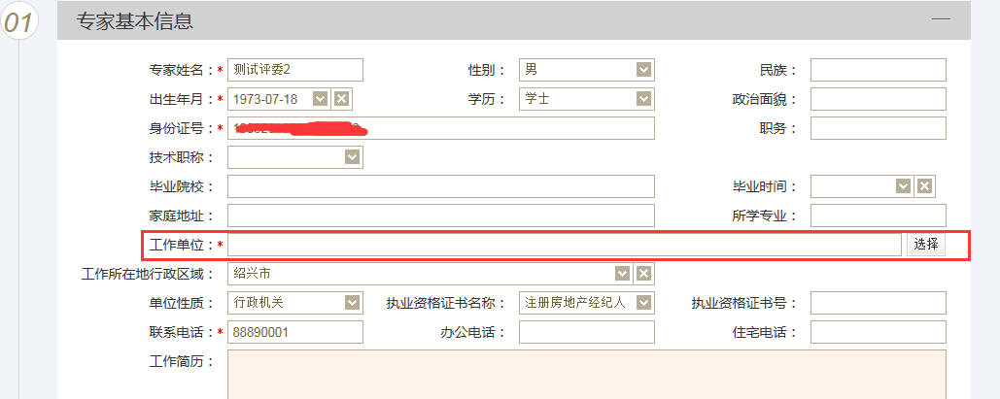 01 专家基本信息
专家姓名：* 测试评委2 性别： 男 民族：
出生年月：* 1973-07-18 学历： 学士 政治面貌：
身份证号：* 职务：
技术职称：
毕业院校： 毕业时间：
家庭地址： 所学专业：
工作单位：* 选择
工作所在地行政区域： 绍兴市
单位性质： 行政机关 执业资格证书名称： 注册房地产经纪人 执业资格证书号：
联系电话：* 88890001 办公电话： 住宅电话：
工作简历：